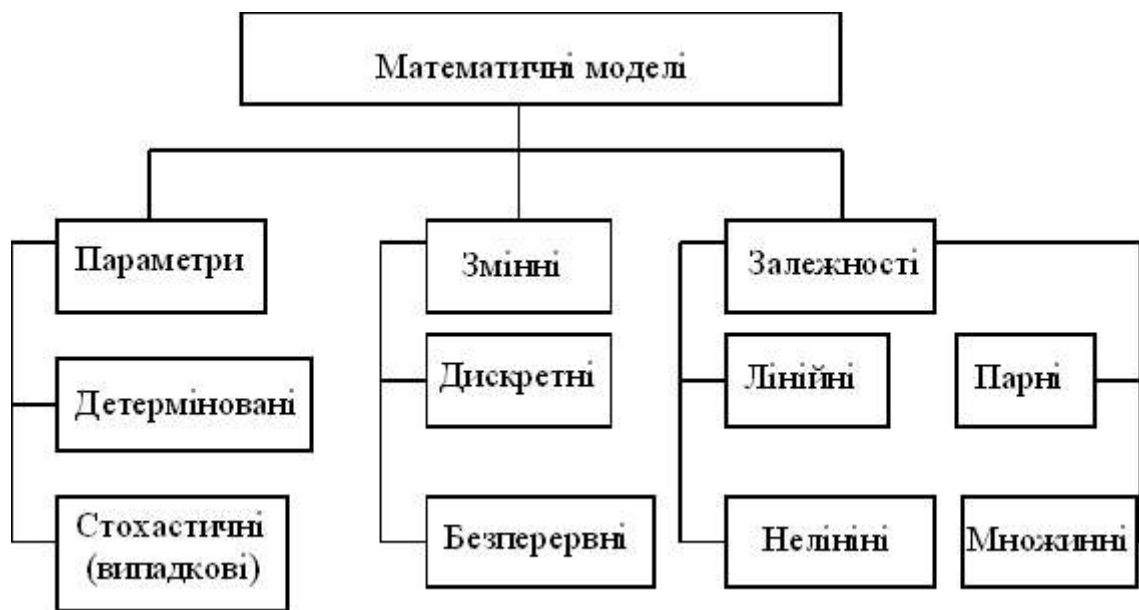 Математичні моделі
Параметри
Змінні
Залежності
Детерміновані
Дискретні
Лінійні
Парні
Стохастичні
(випадкові)
Безперервні
Нелініні
Множинні